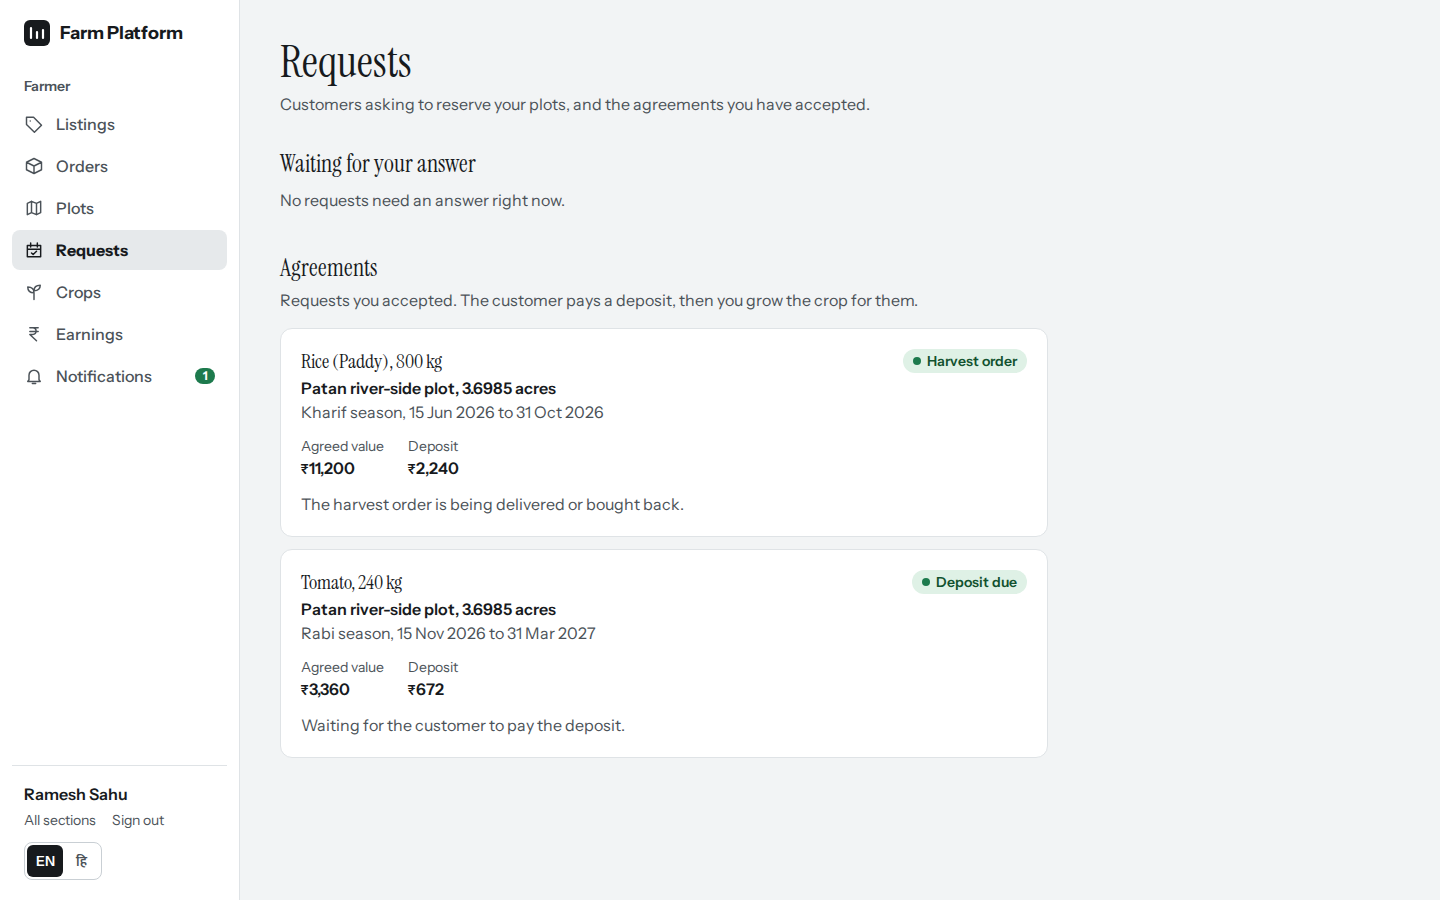 Farm Platform
Farmer
Listings
Orders
Plots
Requests
Crops
Earnings
Notifications 1
Ramesh Sahu
All sections Sign out
EN हि
Requests
Customers asking to reserve your plots, and the agreements you have accepted.
Waiting for your answer
No requests need an answer right now.
Agreements
Requests you accepted. The customer pays a deposit, then you grow the crop for them.
Rice (Paddy), 800 kg
Harvest order
Patan river-side plot, 3.6985 acres
Kharif season, 15 Jun 2026 to 31 Oct 2026
Agreed value Deposit
₹11,200 ₹2,240
The harvest order is being delivered or bought back.
Tomato, 240 kg
Deposit due
Patan river-side plot, 3.6985 acres
Rabi season, 15 Nov 2026 to 31 Mar 2027
Agreed value Deposit
₹3,360 ₹672
Waiting for the customer to pay the deposit.